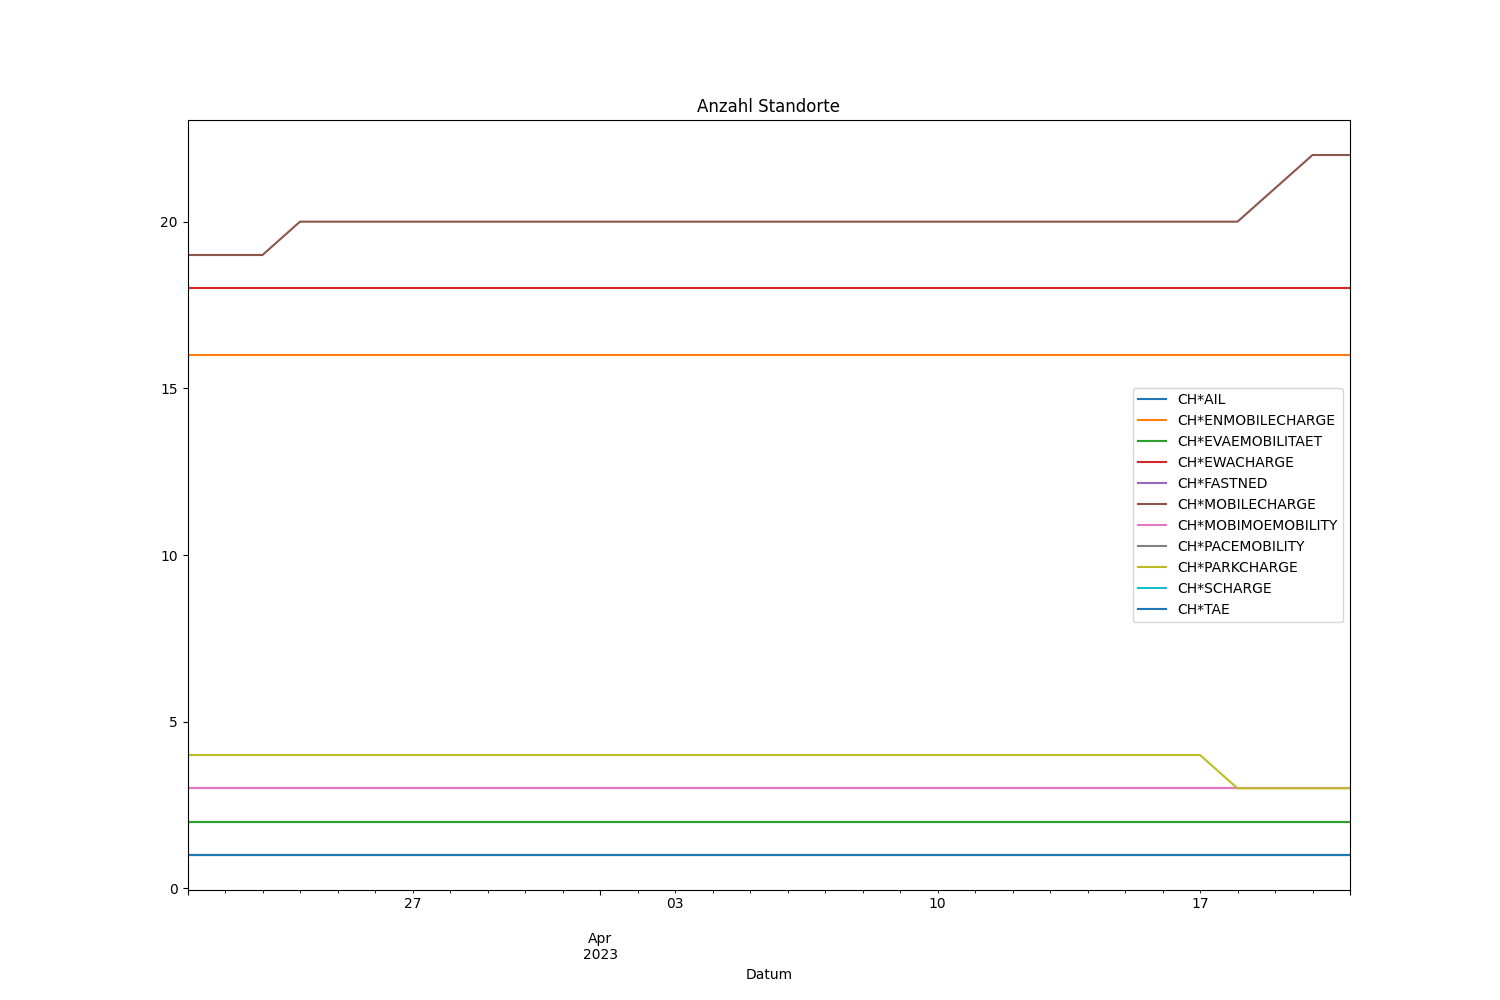 Anzahl Standorte
20
15
10
5
0
CH*AIL
CH*ENMOBILECHARGE
CH*EVAEMOBILITAET
CH*EWACHARGE
CH*FASTNED
CH*MOBILECHARGE
CH*MOBIMOEMOBILITY
CH*PACEMOBILITY
CH*PARKCHARGE
CH*SCHARGE
CH*TAE
27 03 10 17
Apr
2023
Datum